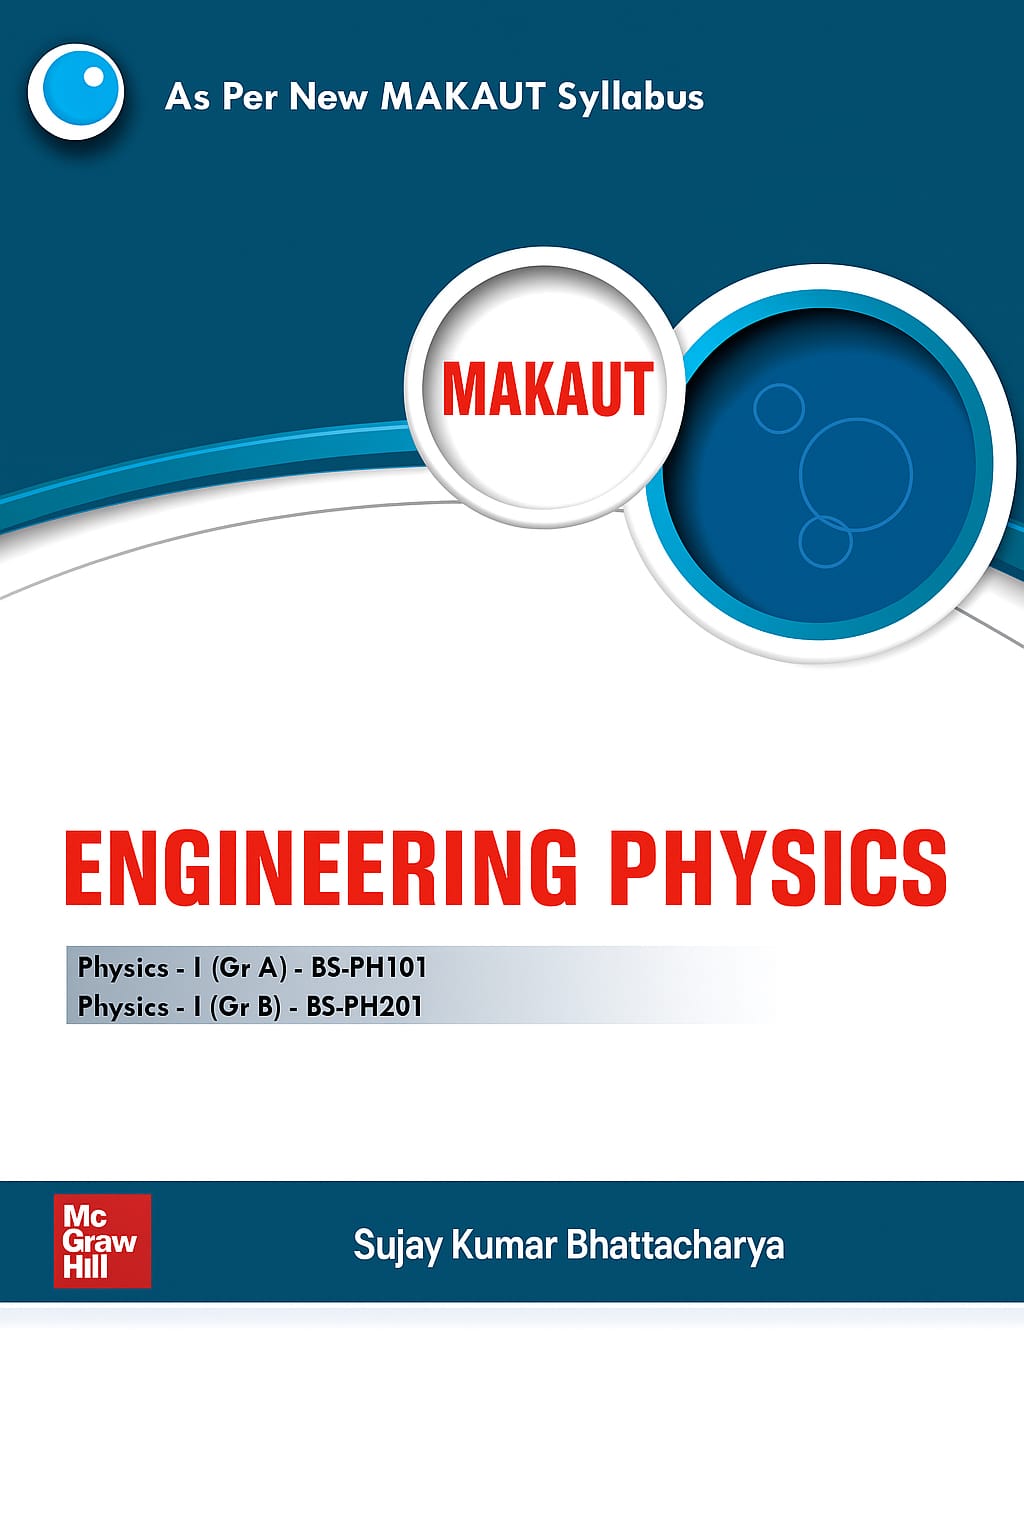 As Per New MAKAUT Syllabus
MAKAUT
ENGINEERING PHYSICS
Physics - I (Gr A) - BS-PH101
Physics - I (Gr B) - BS-PH201
Mc
Graw
Hill
Sujay Kumar Bhattacharya